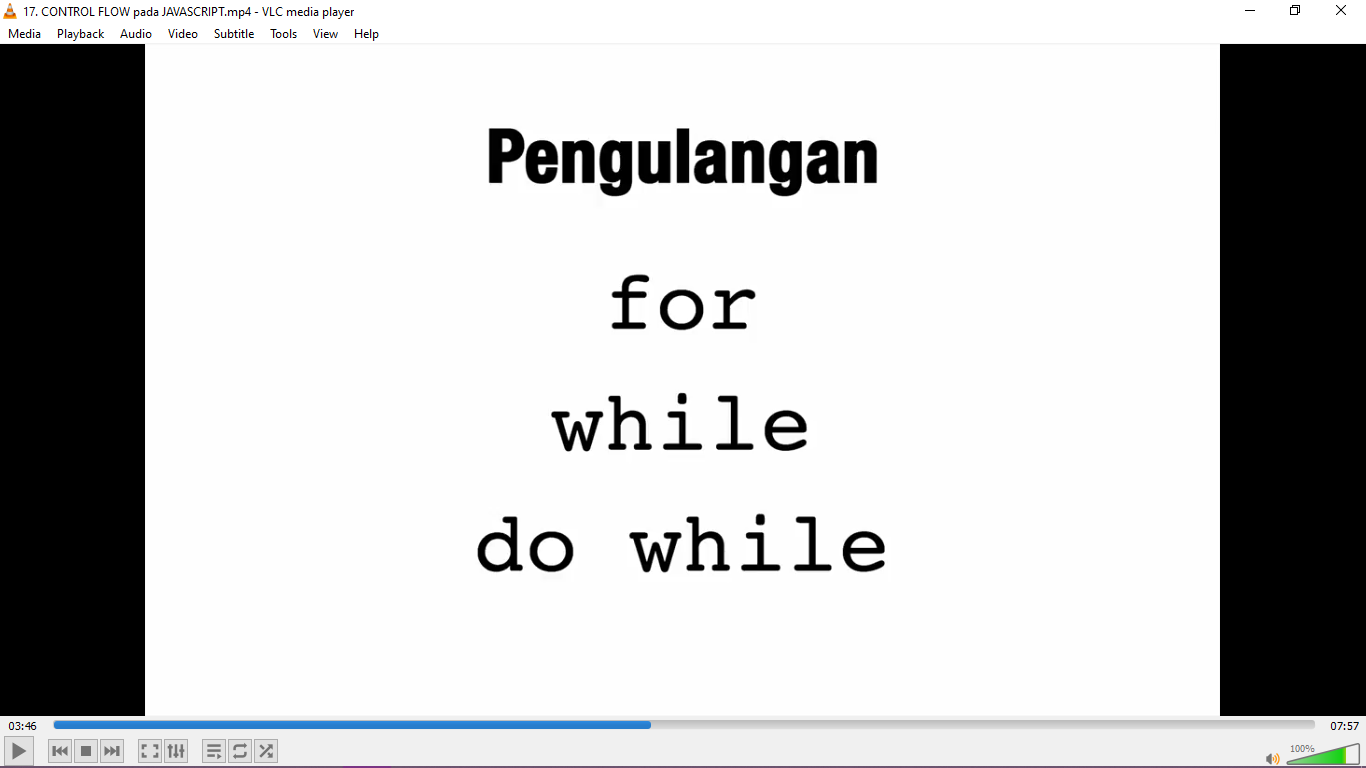 17. CONTROL FLOW pada JAVASCRIPT.mp4 - VLC media player
Media Playback Audio Video Subtitle Tools View Help
Pengulangan
for
while
do while
03:46 07:57
100%